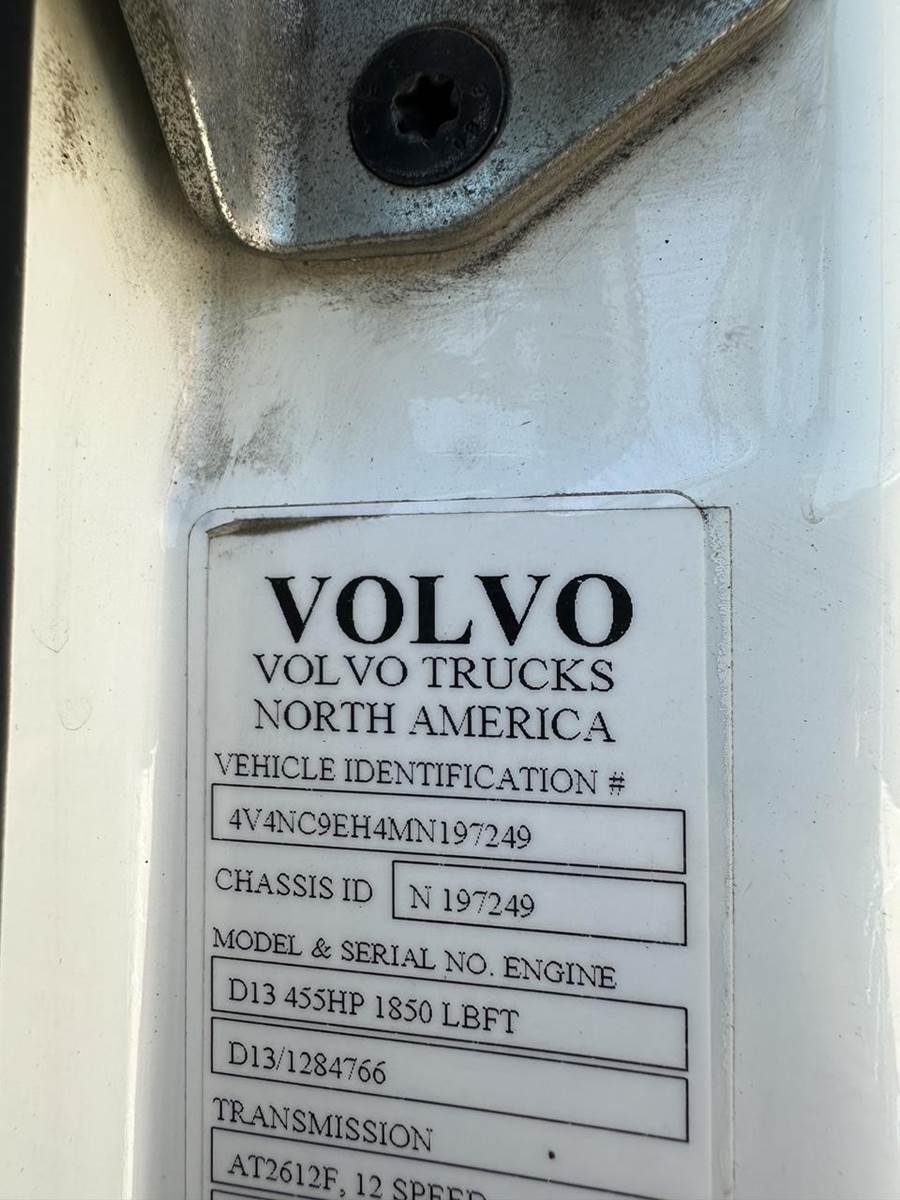 VOLVO
VOLVO TRUCKS
NORTH AMERICA
VEHICLE IDENTIFICATION #
4V4NC9EH4MN197249
CHASSIS ID N 197249
MODEL & SERIAL NO. ENGINE
D13 455HP 1850 LBFT
D13/1284766
TRANSMISSION
AT2612F, 12 SPEED